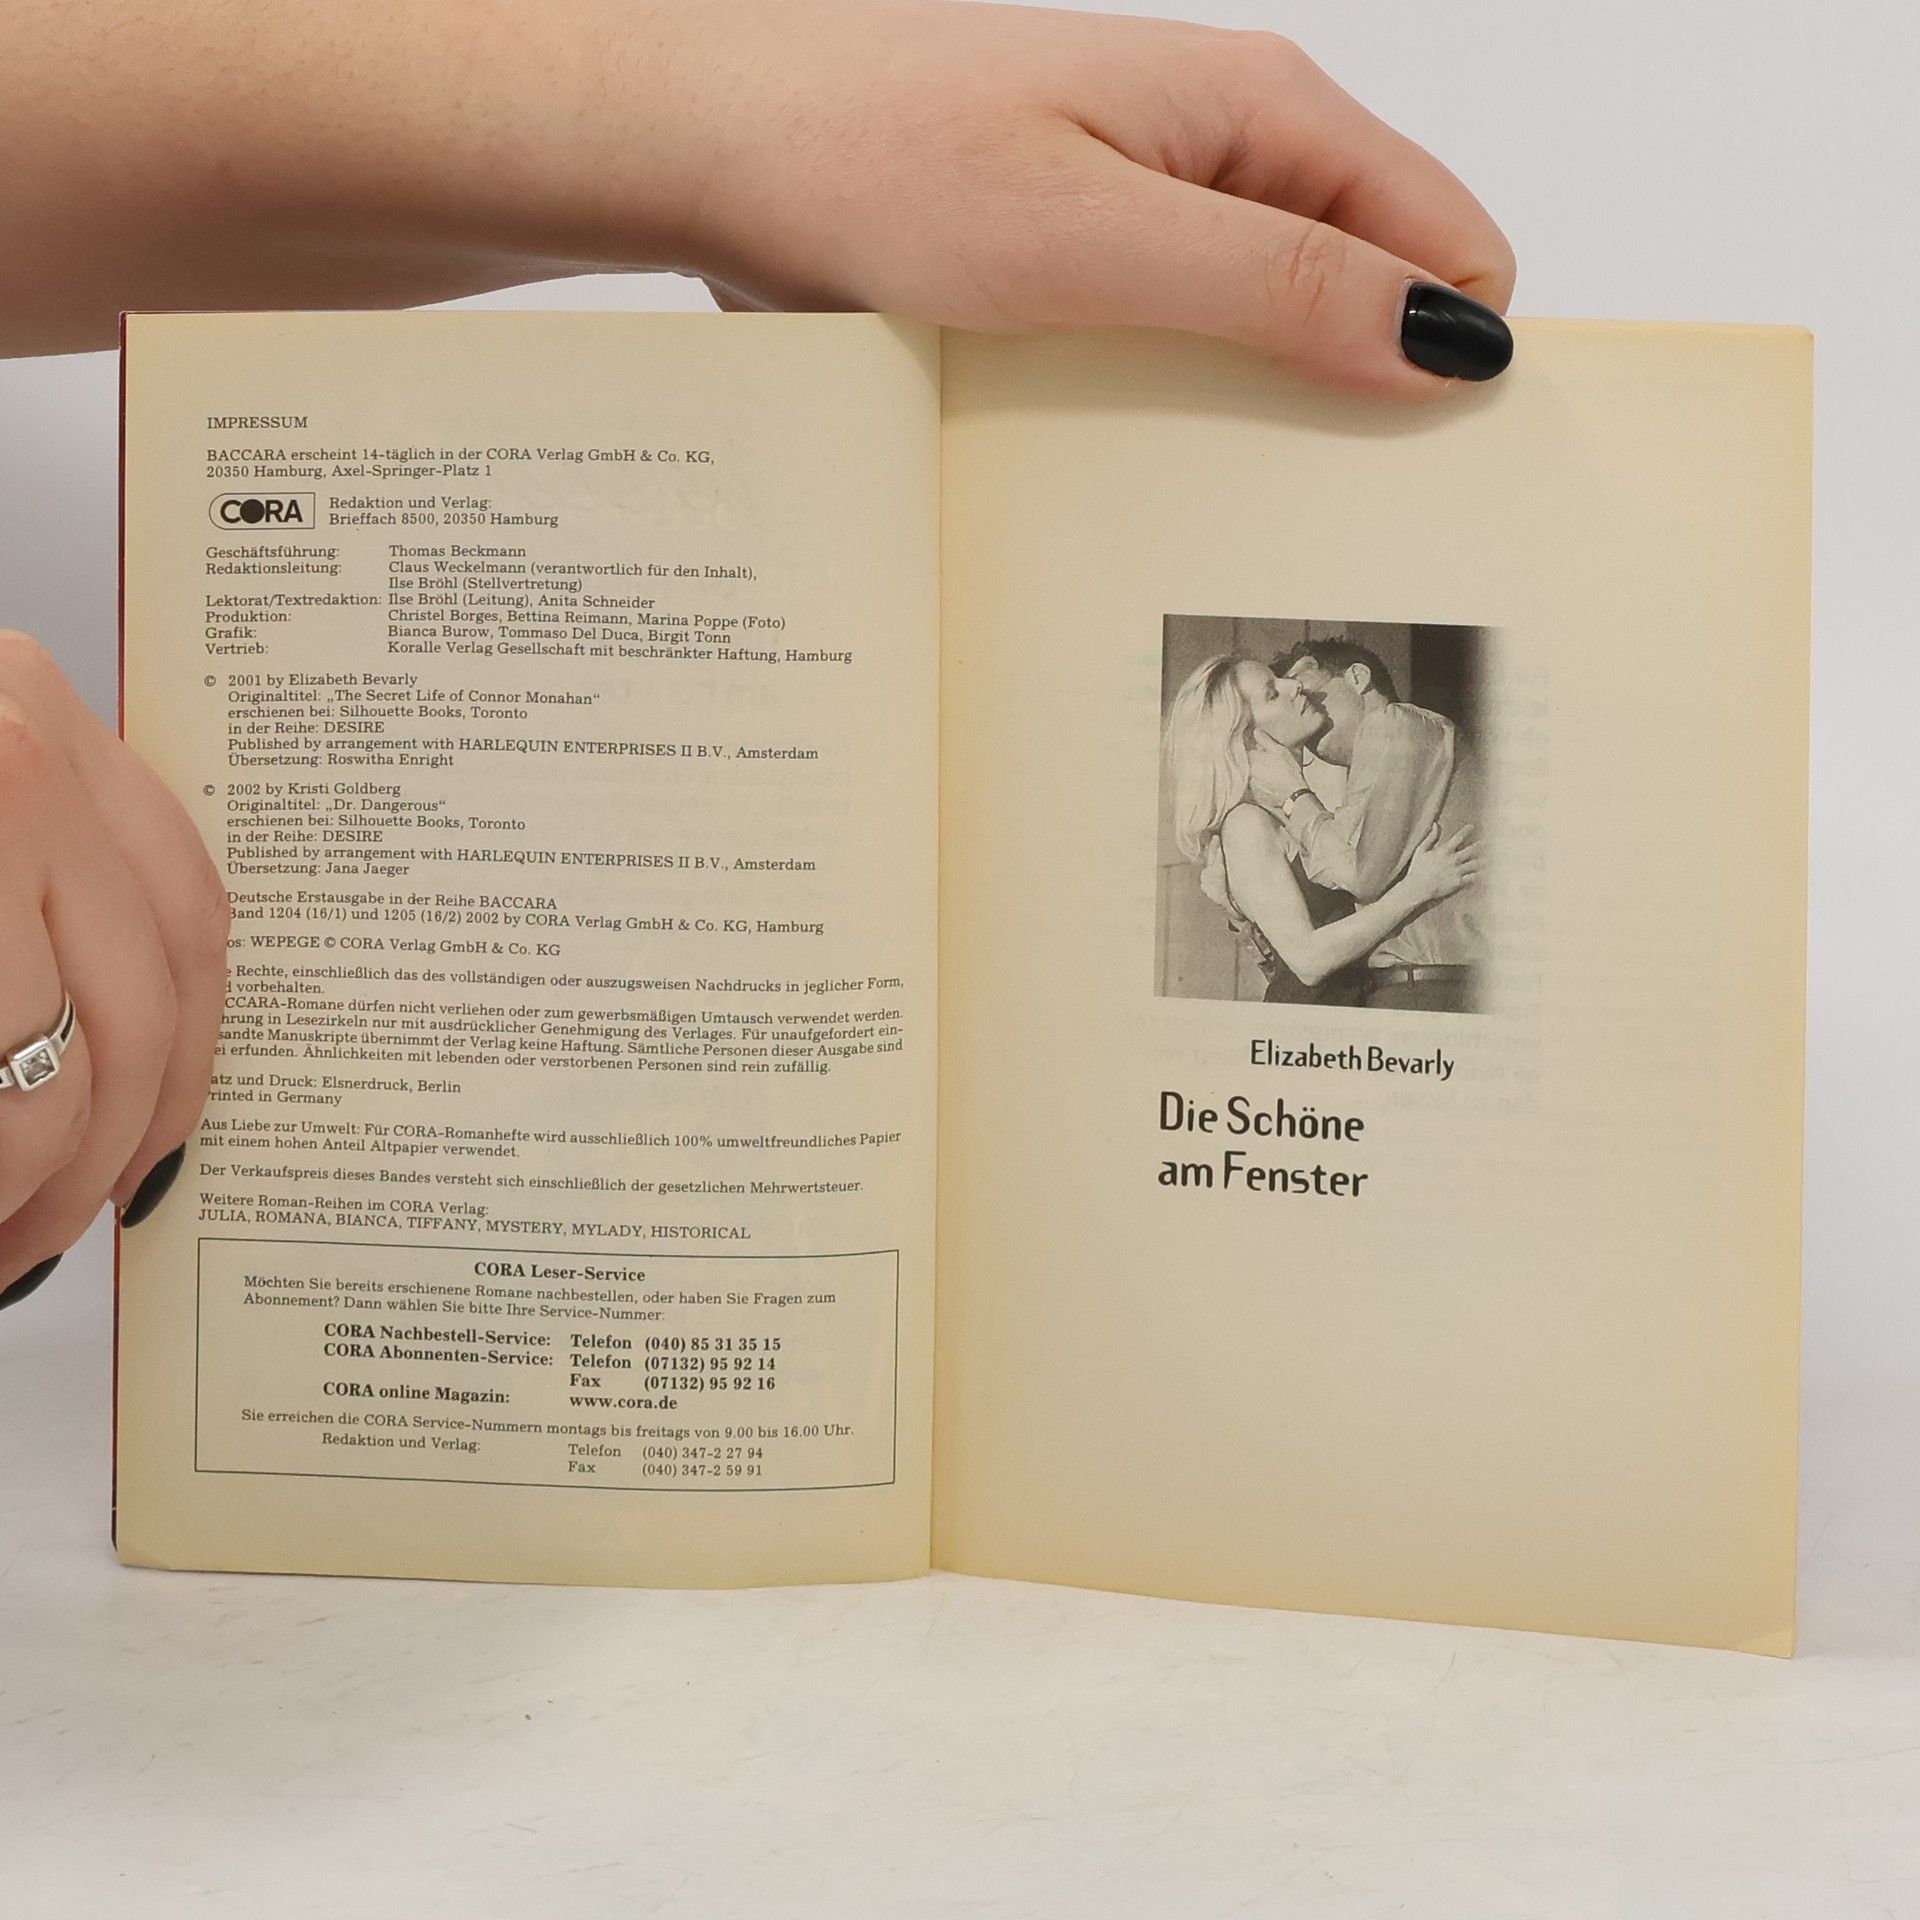 IMPRESSUM
BACCARA erscheint 14-täglich in der CORA Verlag GmbH & Co. KG,
20350 Hamburg, Axel-Springer-Platz 1
CORA
Redaktion und Verlag:
Brieffach 8500, 20350 Hamburg
Geschäftsführung: Thomas Beckmann
Redaktionsleitung: Claus Weckelmann (verantwortlich für den Inhalt),
Ilse Bröhl (Stellvertretung)
Lektorat/Textredaktion: Ilse Bröhl (Leitung), Anita Schneider
Produktion: Christel Borges, Bettina Reimann, Marina Poppe (Foto)
Grafik: Bianca Burow, Tommaso Del Duca, Birgit Tonn
Vertrieb: Koralle Verlag Gesellschaft mit beschränkter Haftung, Hamburg
© 2001 by Elizabeth Bevarly
Originaltitel: „The Secret Life of Connor Monahan“
erschienen bei: Silhouette Books, Toronto
in der Reihe: DESIRE
Published by arrangement with HARLEQUIN ENTERPRISES II B.V., Amsterdam
Übersetzung: Roswitha Enright
© 2002 by Kristi Goldberg
Originaltitel: „Dr. Dangerous“
erschienen bei: Silhouette Books, Toronto
in der Reihe: DESIRE
Published by arrangement with HARLEQUIN ENTERPRISES II B.V., Amsterdam
Übersetzung: Jana Jaeger
Deutsche Erstausgabe in der Reihe BACCARA
Band 1204 (16/1) und 1205 (16/2) 2002 by CORA Verlag GmbH & Co. KG, Hamburg
os: WEPEGE © CORA Verlag GmbH & Co. KG
e Rechte, einschließlich das des vollständigen oder auszugsweisen Nachdrucks in jeglicher Form,
d vorbehalten.
CCARA-Romane dürfen nicht verliehen oder zum gewerbsmäßigen Umtausch verwendet werden.
hrung in Lesezirkeln nur mit ausdrücklicher Genehmigung des Verlages. Für unaufgefordert ein-
sandte Manuskripte übernimmt der Verlag keine Haftung. Sämtliche Personen dieser Ausgabe sind
ei erfunden. Ähnlichkeiten mit lebenden oder verstorbenen Personen sind rein zufällig.
atz und Druck: Elsnerdruck, Berlin
rinted in Germany
Aus Liebe zur Umwelt: Für CORA-Romanhefte wird ausschließlich 100% umweltfreundliches Papier
mit einem hohen Anteil Altpapier verwendet.
Der Verkaufspreis dieses Bandes versteht sich einschließlich der gesetzlichen Mehrwertsteuer.
Weitere Roman-Reihen im CORA Verlag:
JULIA, ROMANA, BIANCA, TIFFANY, MYSTERY, MYLADY, HISTORICAL
CORA Leser-Service
Möchten Sie bereits erschienene Romane nachbestellen, oder haben Sie Fragen zum
Abonnement? Dann wählen Sie bitte Ihre Service-Nummer:
CORA Nachbestell-Service: Telefon (040) 85 31 35 15
CORA Abonnenten-Service: Telefon (07132) 95 92 14
Fax (07132) 95 92 16
CORA online Magazin: www.cora.de
Sie erreichen die CORA Service-Nummern montags bis freitags von 9.00 bis 16.00 Uhr.
Redaktion und Verlag: Telefon (040) 347-2 27 94
Fax (040) 347-2 59 91
Elizabeth Bevarly
Die Schöne
am Fenster